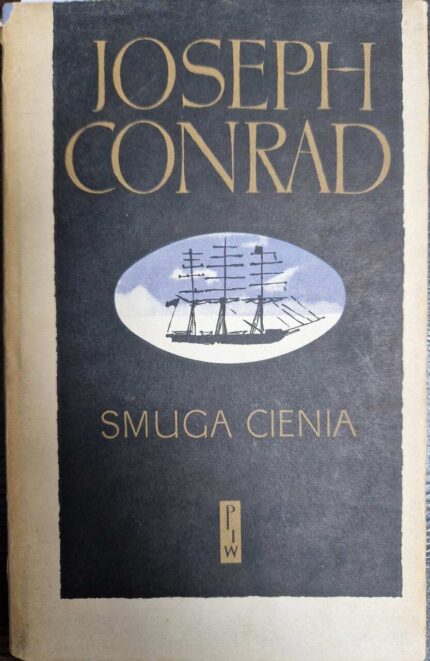 JOSEPH
CONRAD
SMUGA CIENIA
P
I
W